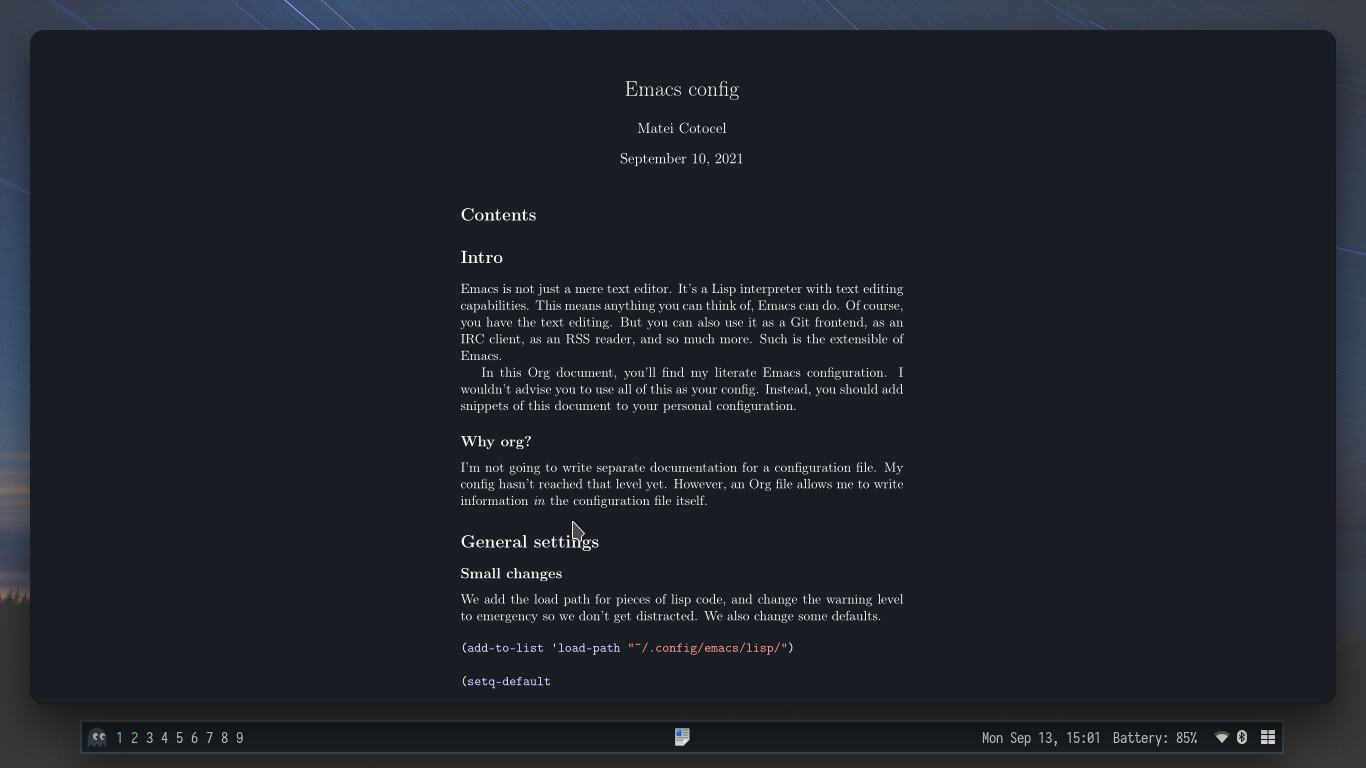 Emacs config
Matei Cotocel
September 10, 2021
Contents
Intro
Emacs is not just a mere text editor. It's a Lisp interpreter with text editing
capabilities. This means anything you can think of, Emacs can do. Of course,
you have the text editing. But you can also use it as a Git frontend, as an
IRC client, as an RSS reader, and so much more. Such is the extensible of
Emacs.
In this Org document, you'll find my literate Emacs configuration. I
wouldn't advise you to use all of this as your config. Instead, you should add
snippets of this document to your personal configuration.
Why org?
I'm not going to write separate documentation for a configuration file. My
config hasn't reached that level yet. However, an Org file allows me to write
information in the configuration file itself.
General settings
Small changes
We add the load path for pieces of lisp code, and change the warning level
to emergency so we don't get distracted. We also change some defaults.
(add-to-list 'load-path "~/.config/emacs/lisp/")
(setq-default
1 2 3 4 5 6 7 8 9 Mon Sep 13, 15:01 Battery: 85%